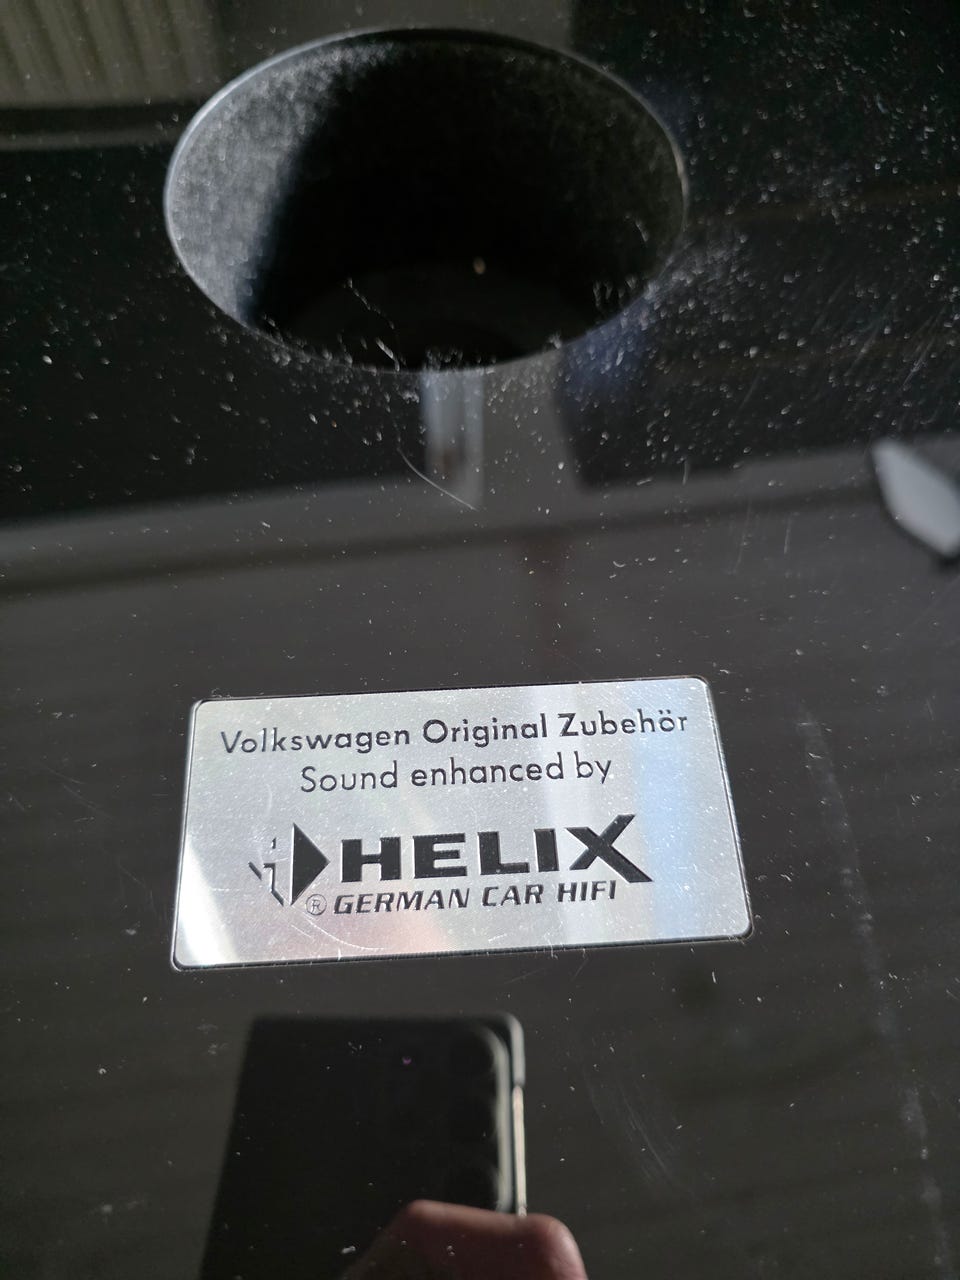 Volkswagen Original Zubehör
Sound enhanced by
HELIX
® GERMAN CAR HIFI